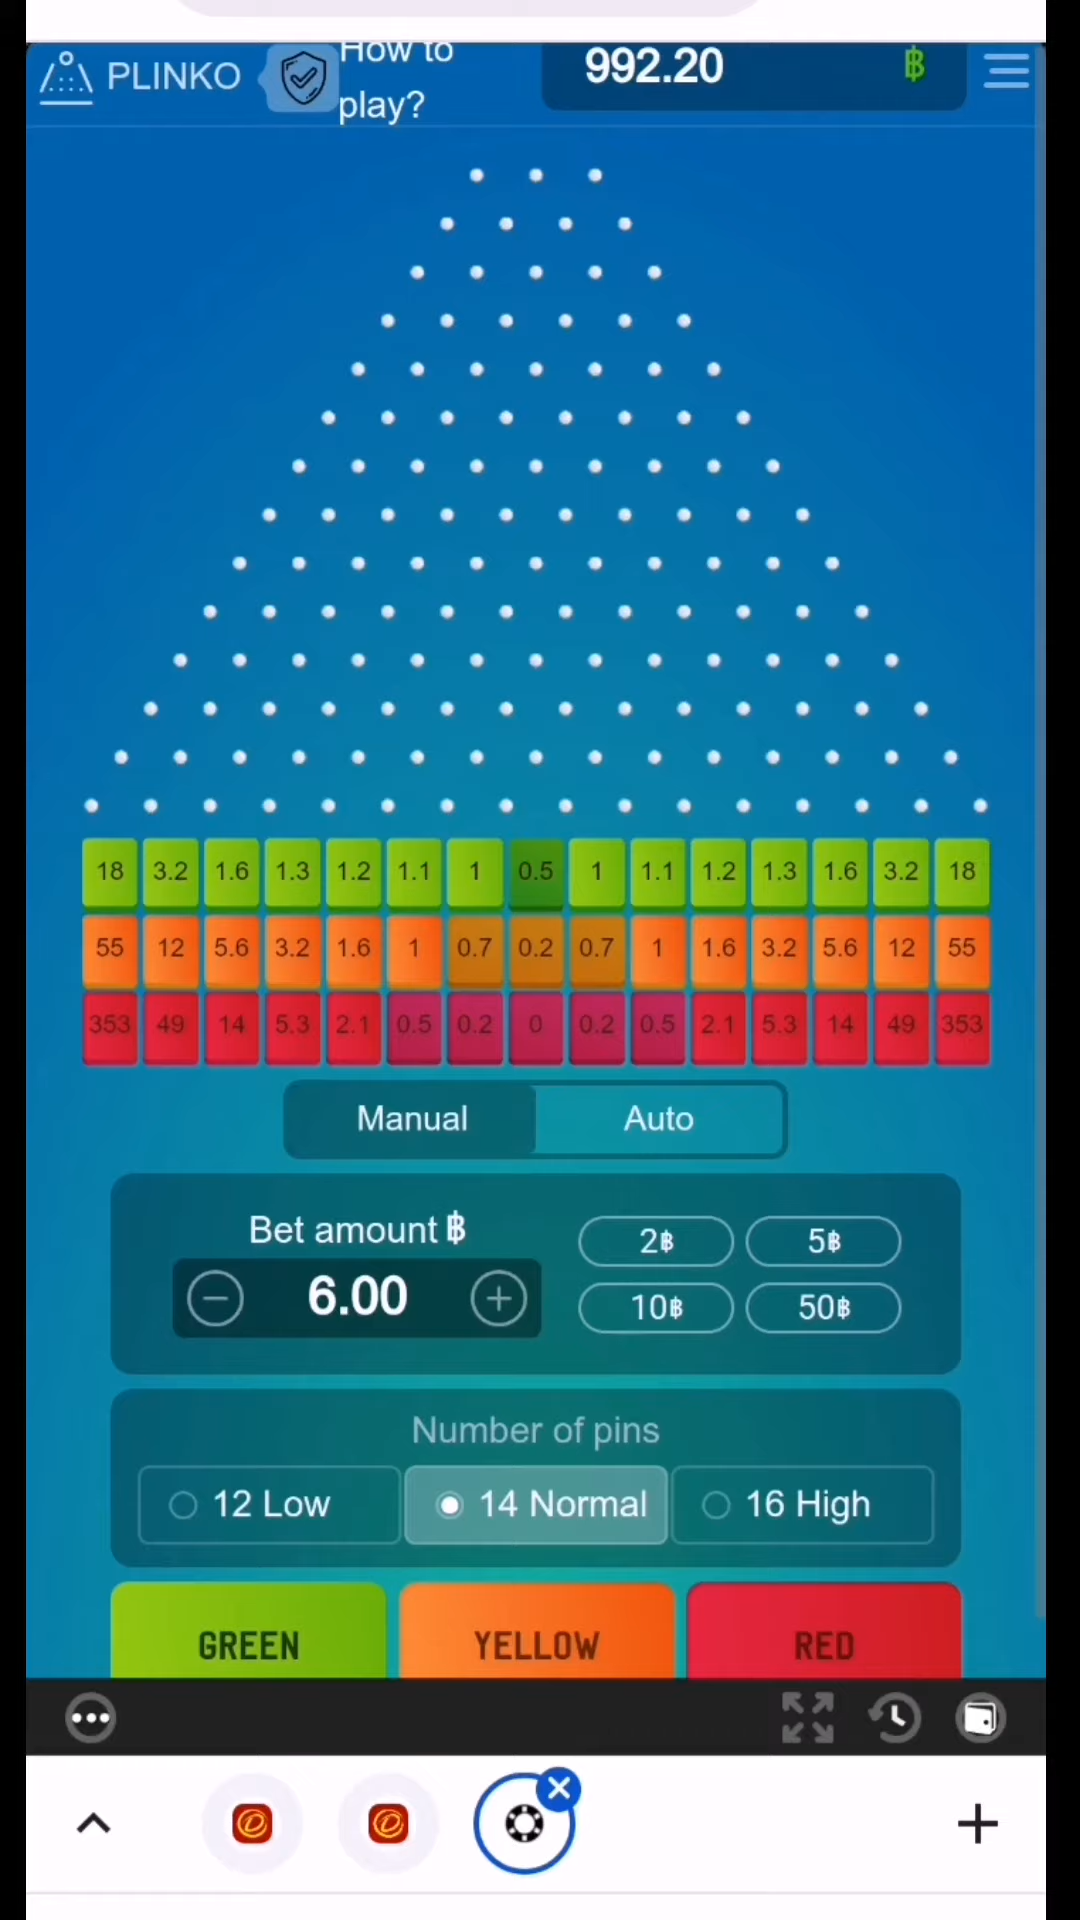 PLINKO
How to
play?
992.20 ฿
18 3.2 1.6 1.3 1.2 1.1 1 0.5 1 1.1 1.2 1.3 1.6 3.2 18
55 12 5.6 3.2 1.6 1 0.7 0.2 0.7 1 1.6 3.2 5.6 12 55
353 49 14 5.3 2.1 0.5 0.2 0 0.2 0.5 2.1 5.3 14 49 353
Manual Auto
Bet amount ฿
6.00
2฿ 5฿
10฿ 50฿
Number of pins
12 Low 14 Normal 16 High
GREEN YELLOW RED